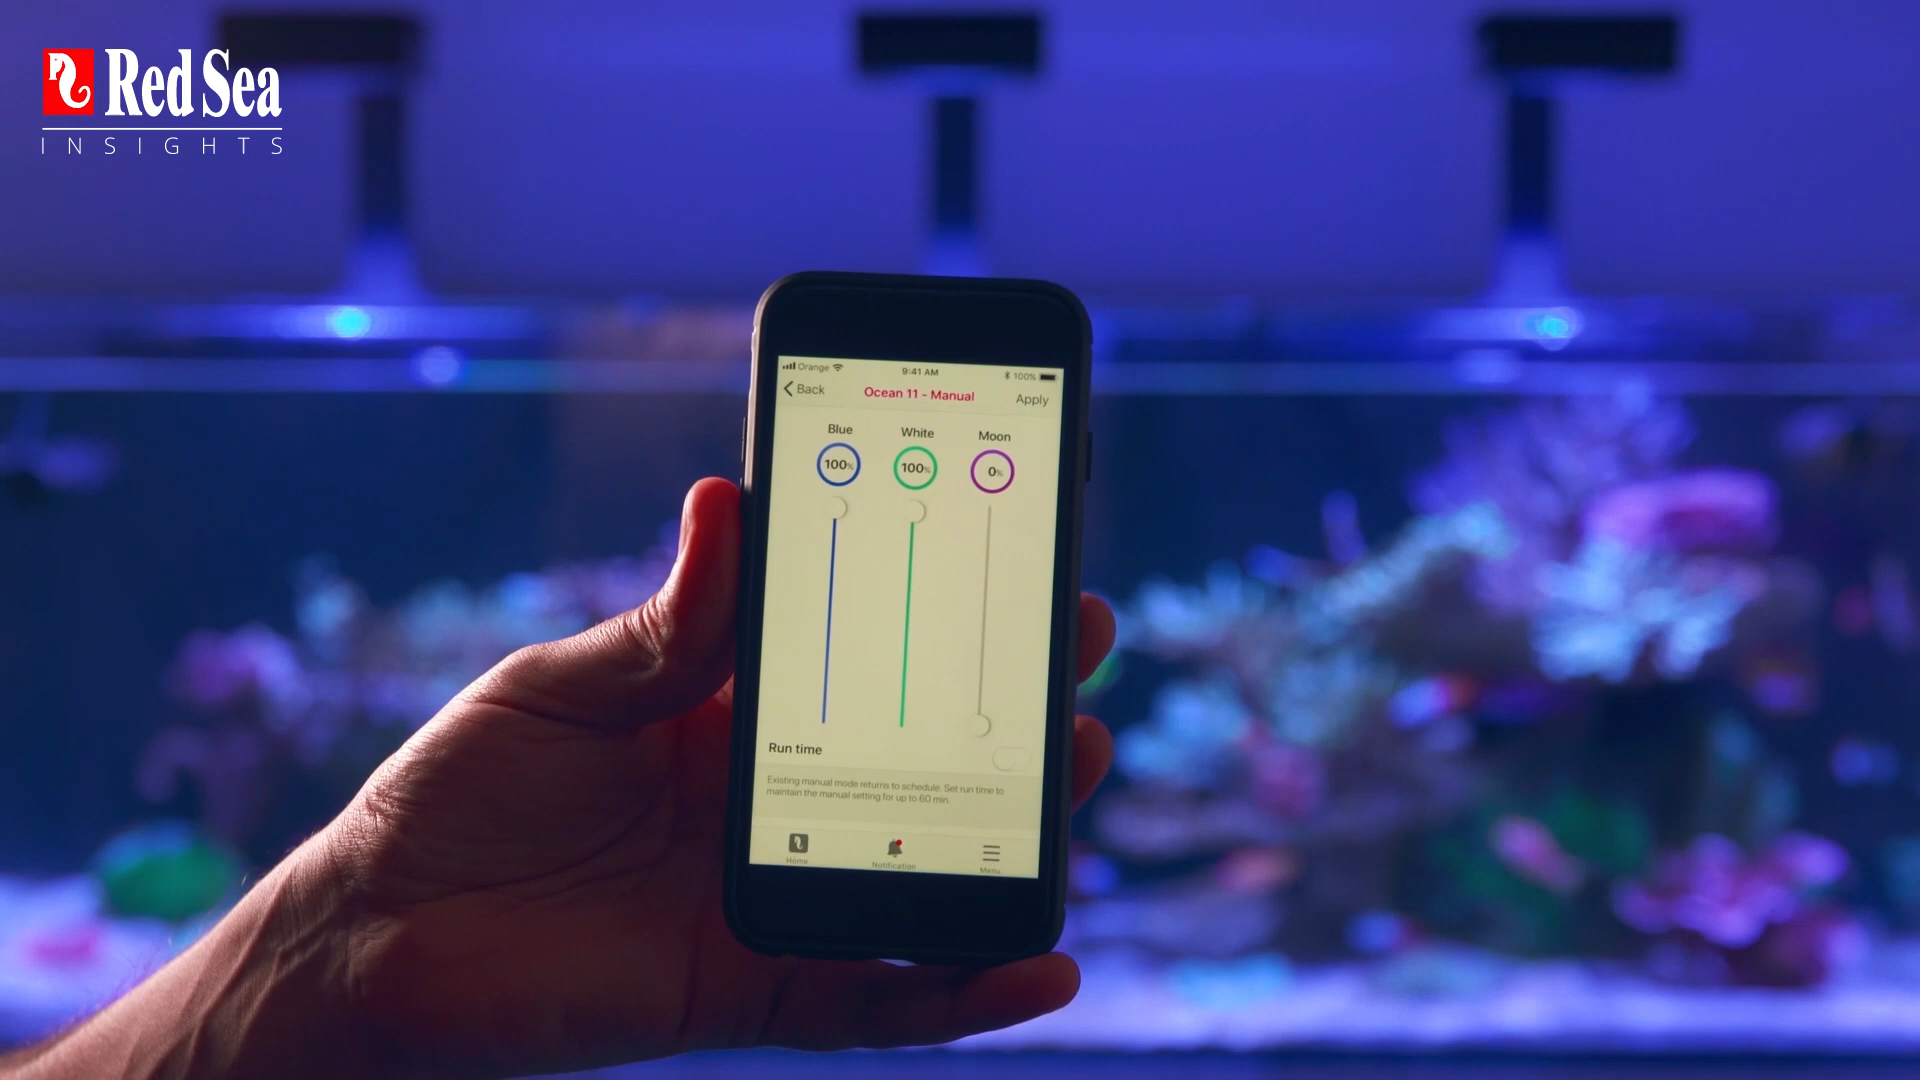 Red Sea
INSIGHTS
Orange 9:41 AM 100%
Back Ocean 11 - Manual Apply
Blue White Moon
100% 100% 0%
Run time
Existing manual mode returns to schedule. Set run time to
maintain the manual setting for up to 60 min.
Home Notification Menu